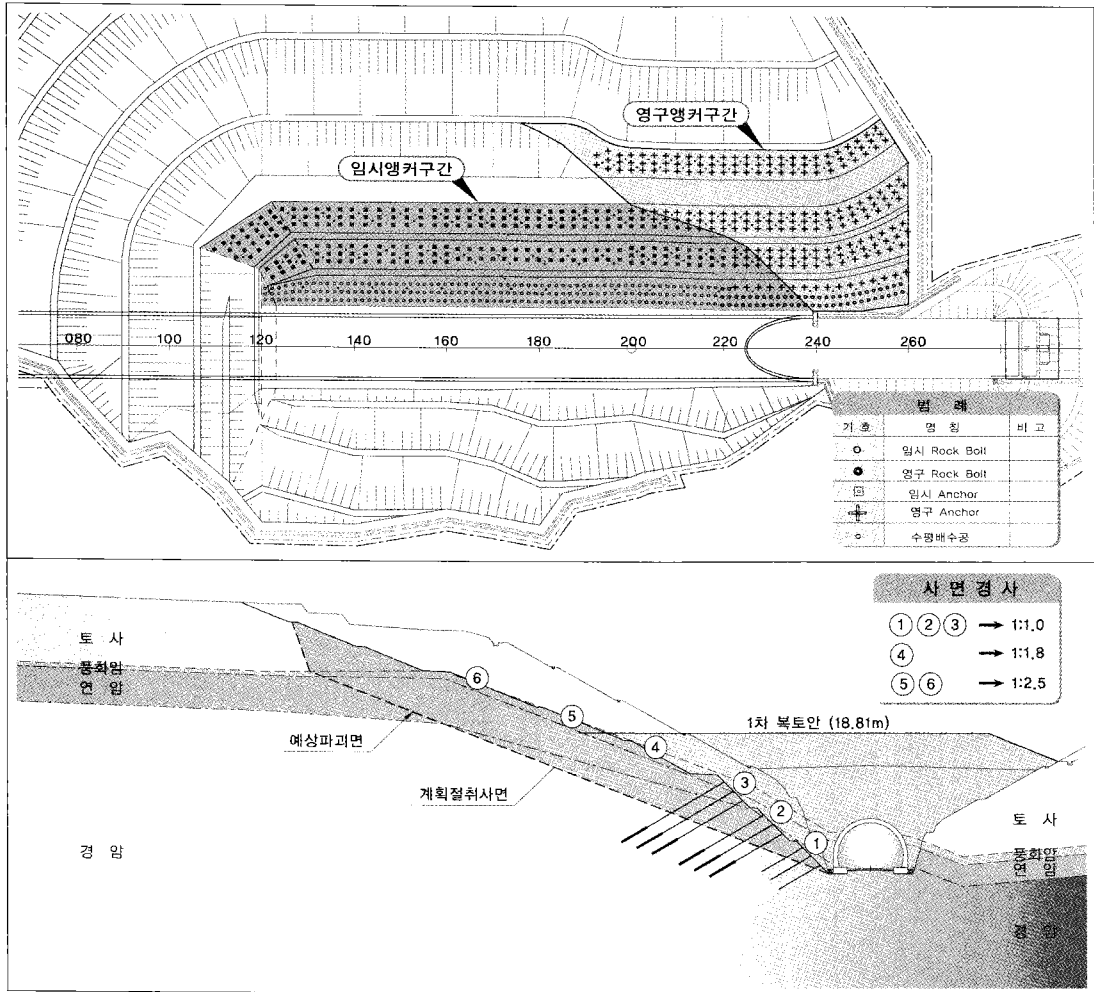 영구앵커구간
임시앵커구간
080 100 120 140 160 180 200 220 240 260
범 례
기 호 명 칭 비 고
임시 Rock Bolt
영구 Rock Bolt
임시 Anchor
영구 Anchor
수평배수공
사 면 경 사
① ② ③ → 1:1.0
④ → 1:1.8
⑤ ⑥ → 1:2.5
토 사
풍화암
연 암
경 암
예상파괴면
계획절취사면
1차 복토안 (18.81m)
⑥
⑤
④
③
②
①
토 사
풍화암
연암
경 암